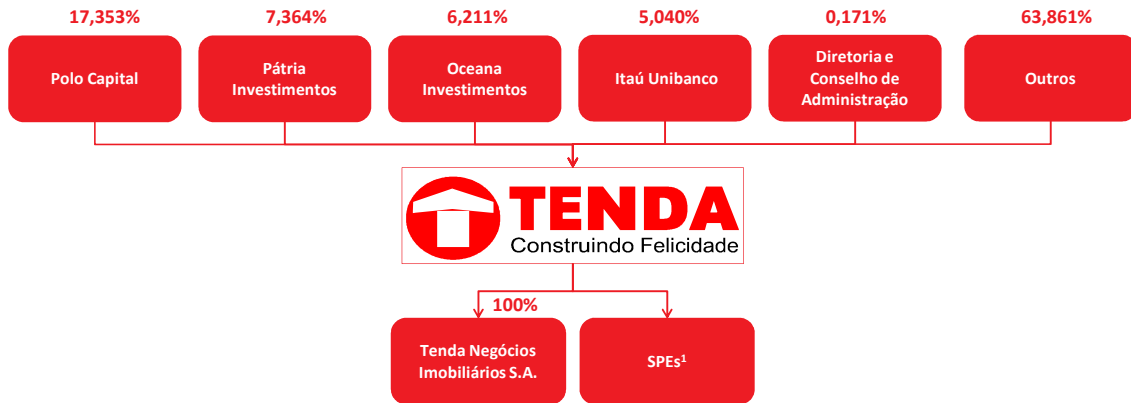 17,353%
7,364%
6,211%
5,040%
0,171%
63,861%
Polo Capital
Pátria
Investimentos
Oceana
Investimentos
Itaú Unibanco
Diretoria e
Conselho de
Administração
Outros
TENDA
Construindo Felicidade
100%
Tenda Negócios
Imobiliários S.A.
SPEs¹